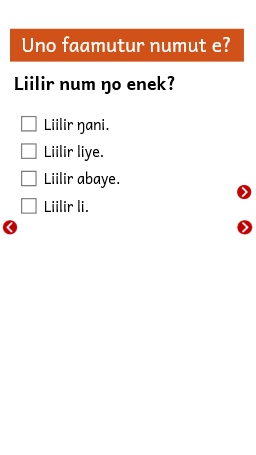 Uno faamutur numut e?
Liilir num ŋo enek?
Liilir ŋani.
Liilir liye.
Liilir abaye.
Liilir li.